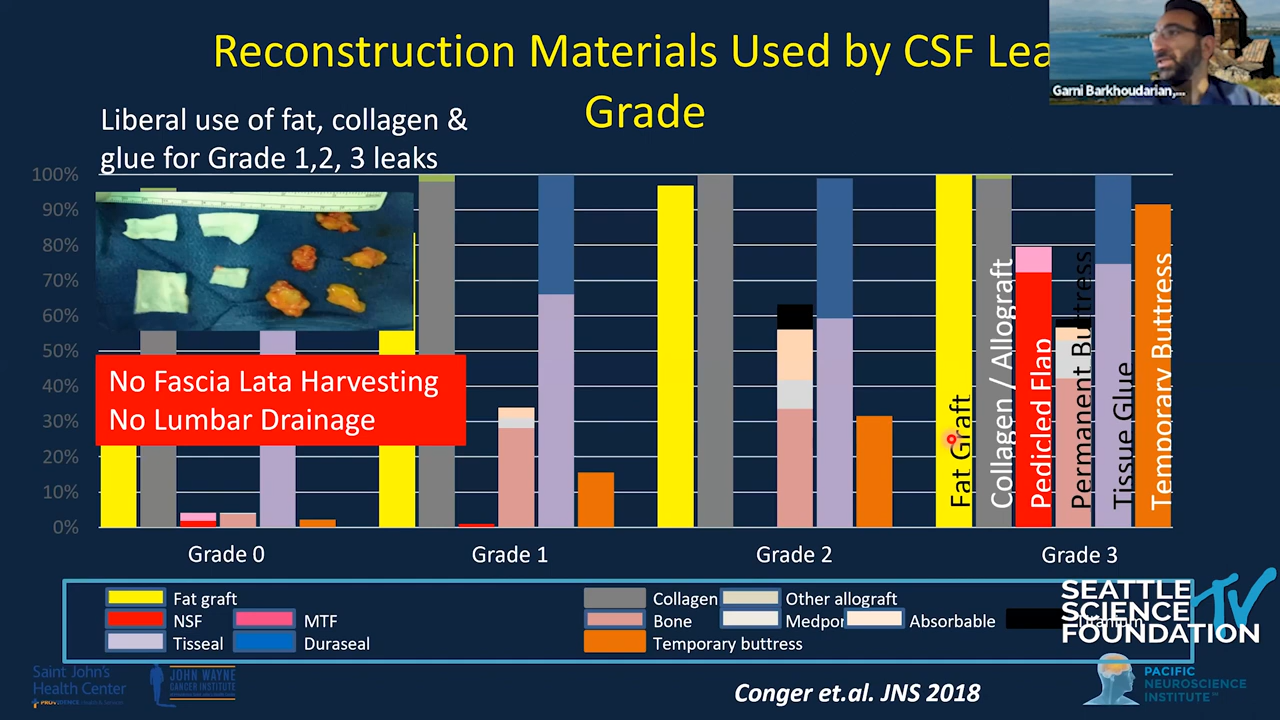 Reconstruction Materials Used by CSF Lea
Grade
Garni Barkhoudarian,...
Liberal use of fat, collagen &
glue for Grade 1,2, 3 leaks
100%
90%
80%
70%
60%
50%
40%
30%
20%
10%
0%
No Fascia Lata Harvesting
No Lumbar Drainage
Fat Graft
Collagen / Allograft
Pedicled Flap
Permanent Buttress
Tissue Glue
Temporary Buttress
Grade 0 Grade 1 Grade 2 Grade 3
Fat graft Collagen Other allograft
NSF MTF Bone Medpor Absorbable
Tisseal Duraseal Temporary buttress
SEATTLE
SCIENCE
FOUNDATION
TV
Saint John's
Health Center
PROVIDENCE
JOHN WAYNE
CANCER INSTITUTE
Conger et.al. JNS 2018
PACIFIC
NEUROSCIENCE
INSTITUTE